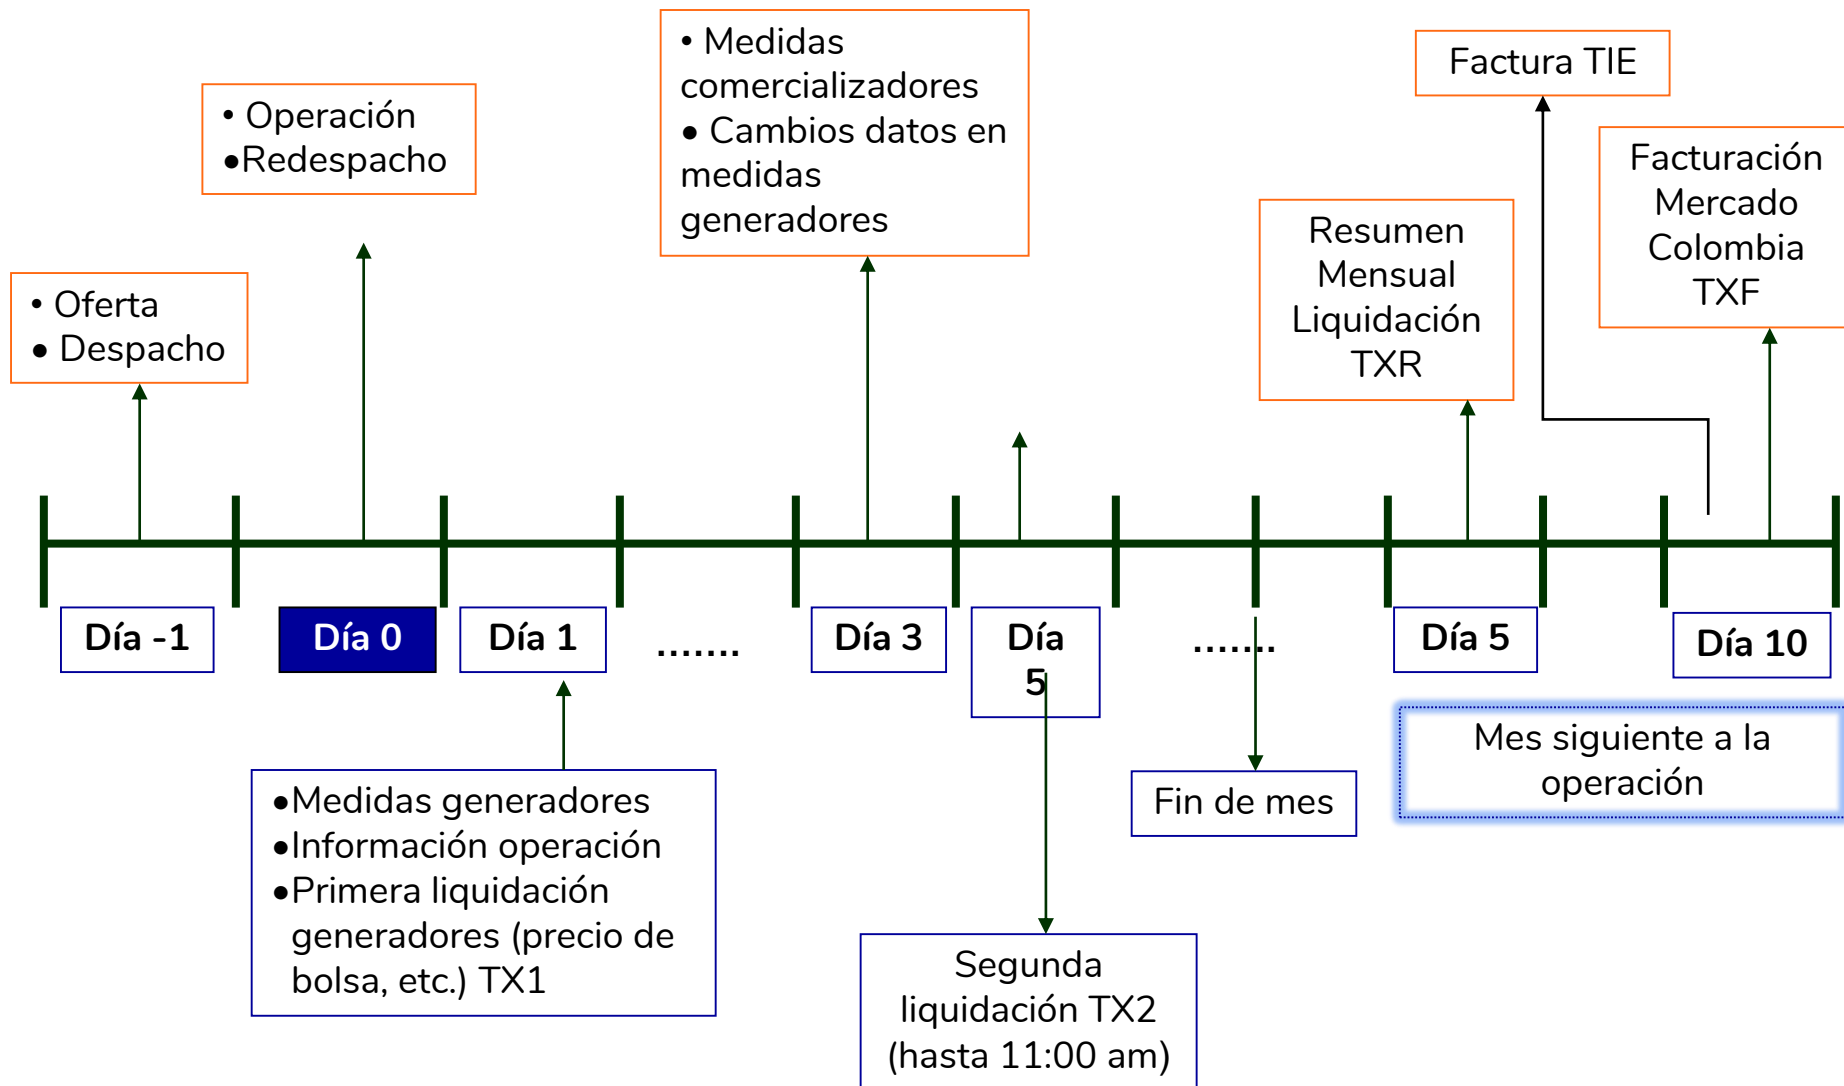 • Oferta
• Despacho
• Operación
•Redespacho
• Medidas
comercializadores
• Cambios datos en
medidas
generadores
Resumen
Mensual
Liquidación
TXR
Factura TIE
Facturación
Mercado
Colombia
TXF
Día -1
Día 0
Día 1
.......
Día 3
Día
5
.......
Día 5
Día 10
•Medidas generadores
•Información operación
•Primera liquidación
generadores (precio de
bolsa, etc.) TX1
Segunda
liquidación TX2
(hasta 11:00 am)
Fin de mes
Mes siguiente a la
operación